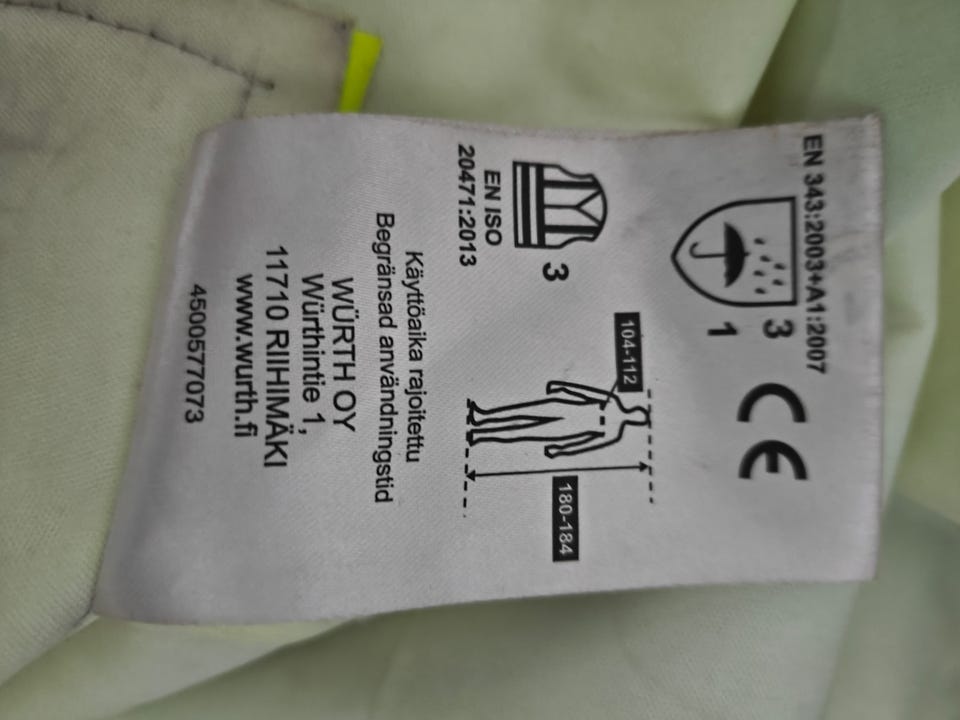 EN 343:2003+A1:2007
3
1
CE
EN ISO
20471:2013
3
104-112
180-184
Käyttöaika rajoitettu
Begränsad användningstid
WÜRTH OY
Würthintie 1,
11710 RIIHIMÄKI
www.wurth.fi
4500577073